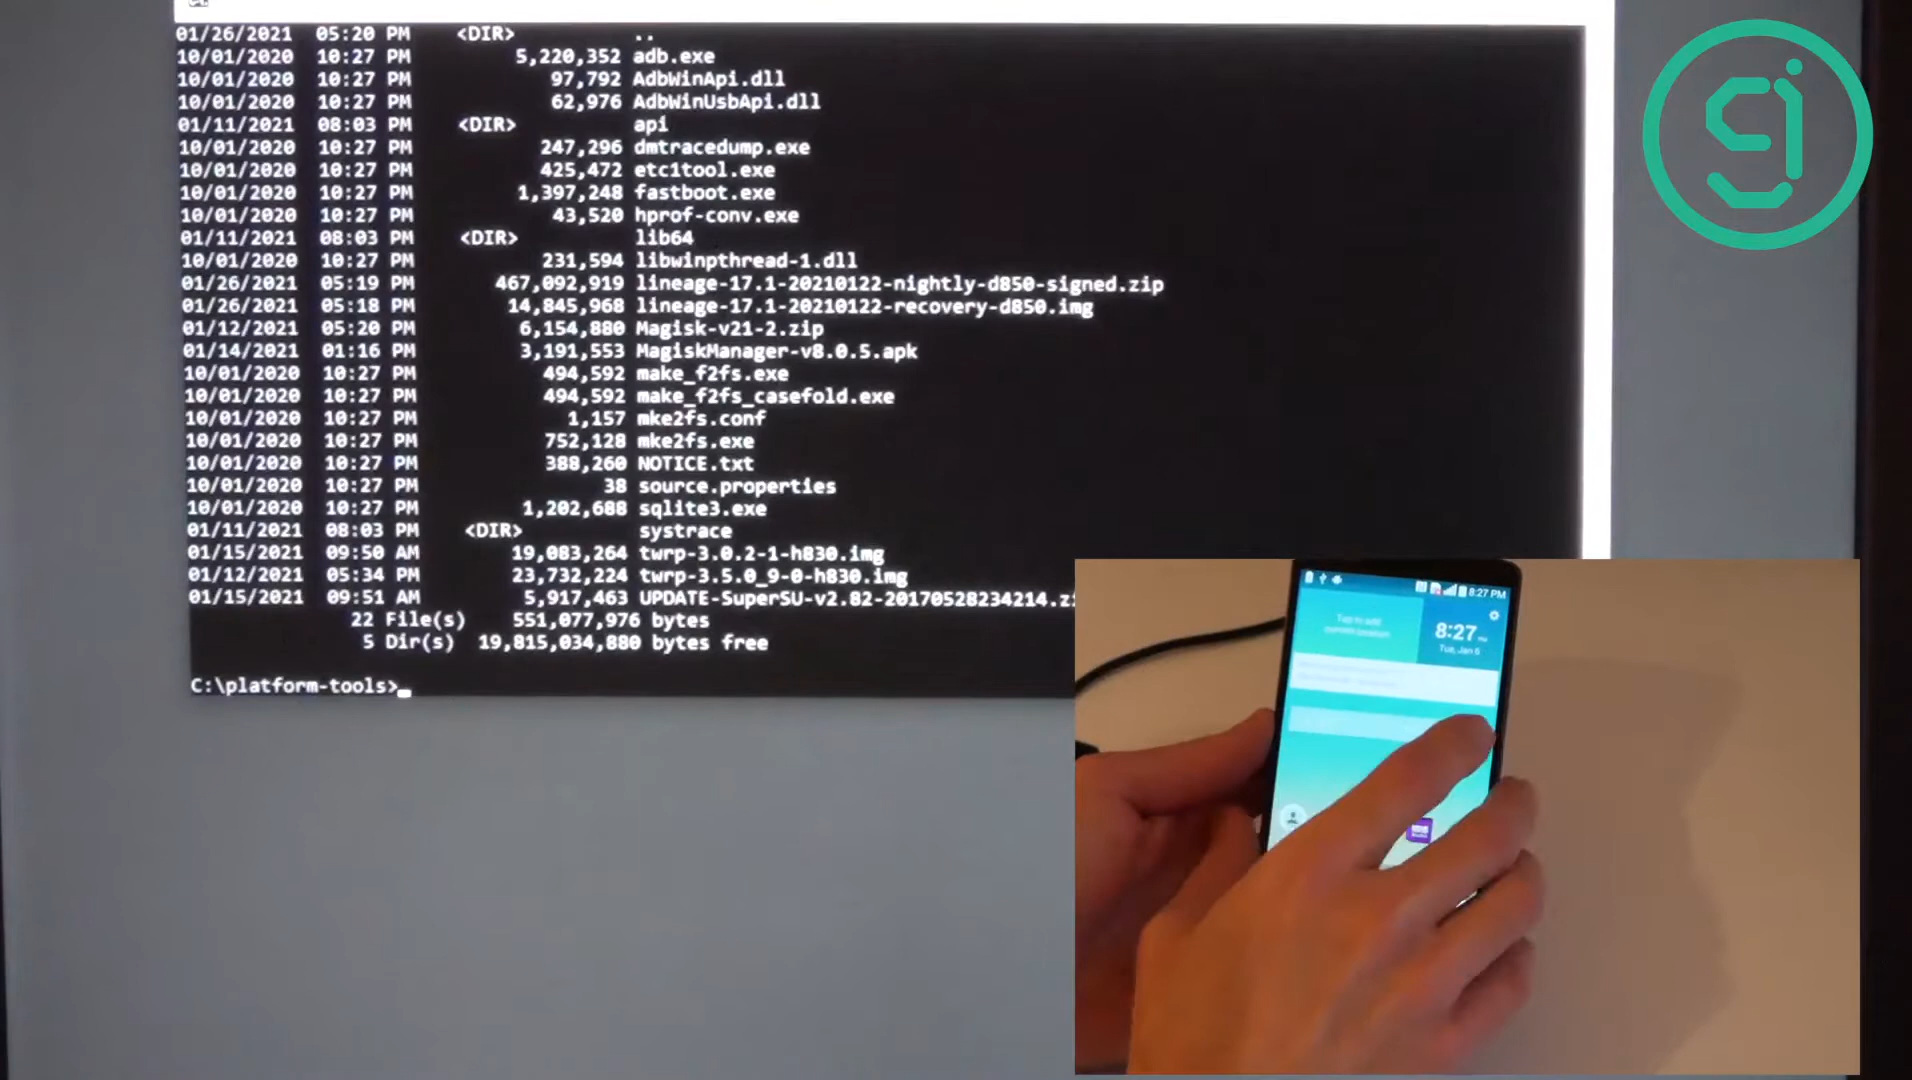 01/26/2021 05:20 PM <DIR> ..
10/01/2020 10:27 PM 5,220,352 adb.exe
10/01/2020 10:27 PM 97,792 AdbWinApi.dll
10/01/2020 10:27 PM 62,976 AdbWinUsbApi.dll
01/11/2021 08:03 PM <DIR> api
10/01/2020 10:27 PM 247,296 dmtracedump.exe
10/01/2020 10:27 PM 425,472 etc1tool.exe
10/01/2020 10:27 PM 1,397,248 fastboot.exe
10/01/2020 10:27 PM 43,520 hprof-conv.exe
01/11/2021 08:03 PM <DIR> lib64
10/01/2020 10:27 PM 231,594 libwinpthread-1.dll
01/26/2021 05:19 PM 467,092,919 lineage-17.1-20210122-nightly-d850-signed.zip
01/26/2021 05:18 PM 14,845,968 lineage-17.1-20210122-recovery-d850.img
01/12/2021 05:20 PM 6,154,880 Magisk-v21-2.zip
01/14/2021 01:16 PM 3,191,553 MagiskManager-v8.0.5.apk
10/01/2020 10:27 PM 494,592 make_f2fs.exe
10/01/2020 10:27 PM 494,592 make_f2fs_casefold.exe
10/01/2020 10:27 PM 1,157 mke2fs.conf
10/01/2020 10:27 PM 752,128 mke2fs.exe
10/01/2020 10:27 PM 388,260 NOTICE.txt
10/01/2020 10:27 PM 38 source.properties
10/01/2020 10:27 PM 1,202,688 sqlite3.exe
01/11/2021 08:03 PM <DIR> systrace
01/15/2021 09:50 AM 19,083,264 twrp-3.0.2-1-h830.img
01/12/2021 05:34 PM 23,732,224 twrp-3.5.0_9-0-h830.img
01/15/2021 09:51 AM 5,917,463 UPDATE-SuperSU-v2.82-20170528234214.zi
22 File(s) 551,077,976 bytes
5 Dir(s) 19,815,034,880 bytes free
C:\platform-tools>_
8:27 PM
Tap to add
current location
8:27 PM
Tue, Jan 6